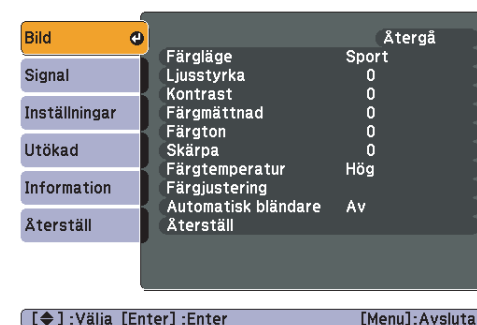 Bild
Signal
Inställningar
Utökad
Information
Återställ
Återgå
Färgläge Sport
Ljusstyrka 0
Kontrast 0
Färgmättnad 0
Färgton 0
Skärpa 0
Färgtemperatur Hög
Färgjustering
Automatisk bländare Av
Återställ
[◆] :Välja [Enter] :Enter [Menu]:Avsluta